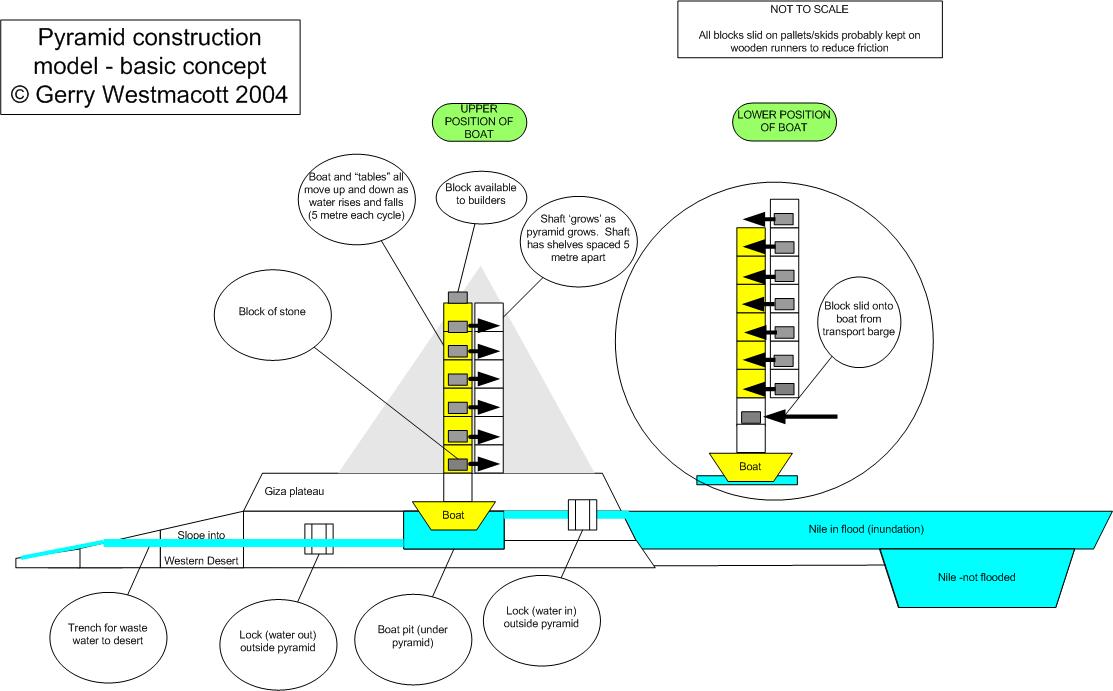 Pyramid construction
model - basic concept
© Gerry Westmacott 2004
NOT TO SCALE
All blocks slid on pallets/skids probably kept on
wooden runners to reduce friction
UPPER
POSITION OF
BOAT
LOWER POSITION
OF BOAT
Boat and “tables” all
move up and down as
water rises and falls
(5 metre each cycle)
Block available
to builders
Shaft ‘grows’ as
pyramid grows. Shaft
has shelves spaced 5
metre apart
Block of stone
Block slid onto
boat from
transport barge
Boat
Giza plateau
Boat
Slope into
Western Desert
Nile in flood (inundation)
Nile -not flooded
Trench for waste
water to desert
Lock (water out)
outside pyramid
Boat pit (under
pyramid)
Lock (water in)
outside pyramid